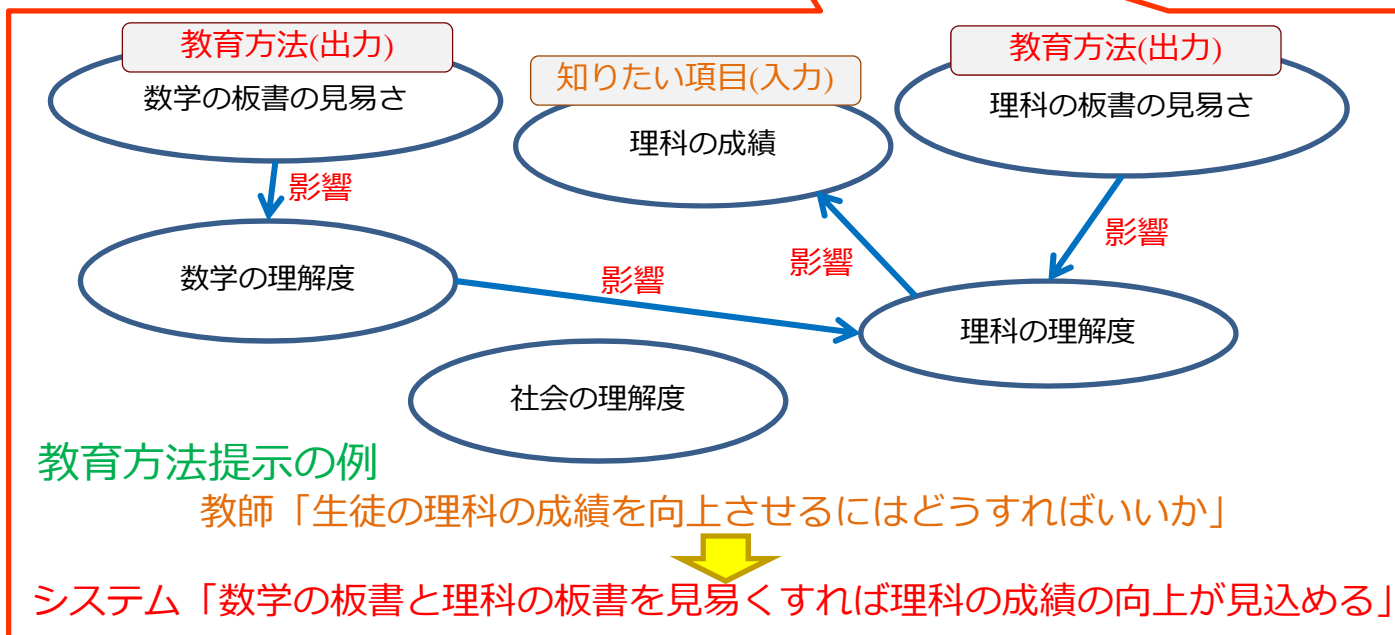 教育方法(出力)
数学の板書の見易さ
知りたい項目(入力)
理科の成績
教育方法(出力)
理科の板書の見易さ
影響
影響
影響
影響
数学の理解度
理科の理解度
社会の理解度
教育方法提示の例
教師「生徒の理科の成績を向上させるにはどうすればいいか」
システム「数学の板書と理科の板書を見易くすれば理科の成績の向上が見込める」